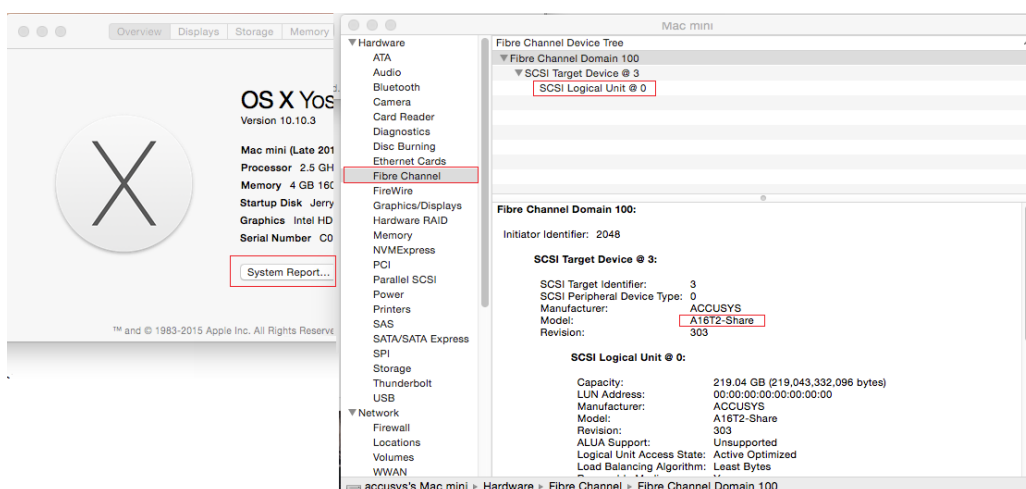 Overview Displays Storage Memory
OS X Yos
Version 10.10.3
Mac mini (Late 201
Processor 2.5 GH
Memory 4 GB 160
Startup Disk Jerry
Graphics Intel HD
Serial Number C0
System Report...
™ and © 1983-2015 Apple Inc. All Rights Reserve
Mac mini
Hardware
ATA
Audio
Bluetooth
Camera
Card Reader
Diagnostics
Disc Burning
Ethernet Cards
Fibre Channel
FireWire
Graphics/Displays
Hardware RAID
Memory
NVMExpress
PCI
Parallel SCSI
Power
Printers
SAS
SATA/SATA Express
SPI
Storage
Thunderbolt
USB
Network
Firewall
Locations
Volumes
WWAN
Fibre Channel Device Tree
Fibre Channel Domain 100
SCSI Target Device @ 3
SCSI Logical Unit @ 0
Fibre Channel Domain 100:
Initiator Identifier: 2048
SCSI Target Device @ 3:
SCSI Target Identifier: 3
SCSI Peripheral Device Type: 0
Manufacturer: ACCUSYS
Model: A16T2-Share
Revision: 303
SCSI Logical Unit @ 0:
Capacity: 219.04 GB (219,043,332,096 bytes)
LUN Address: 00:00:00:00:00:00:00:00
Manufacturer: ACCUSYS
Model: A16T2-Share
Revision: 303
ALUA Support: Unsupported
Logical Unit Access State: Active Optimized
Load Balancing Algorithm: Least Bytes
accusys's Mac mini ▸ Hardware ▸ Fibre Channel ▸ Fibre Channel Domain 100